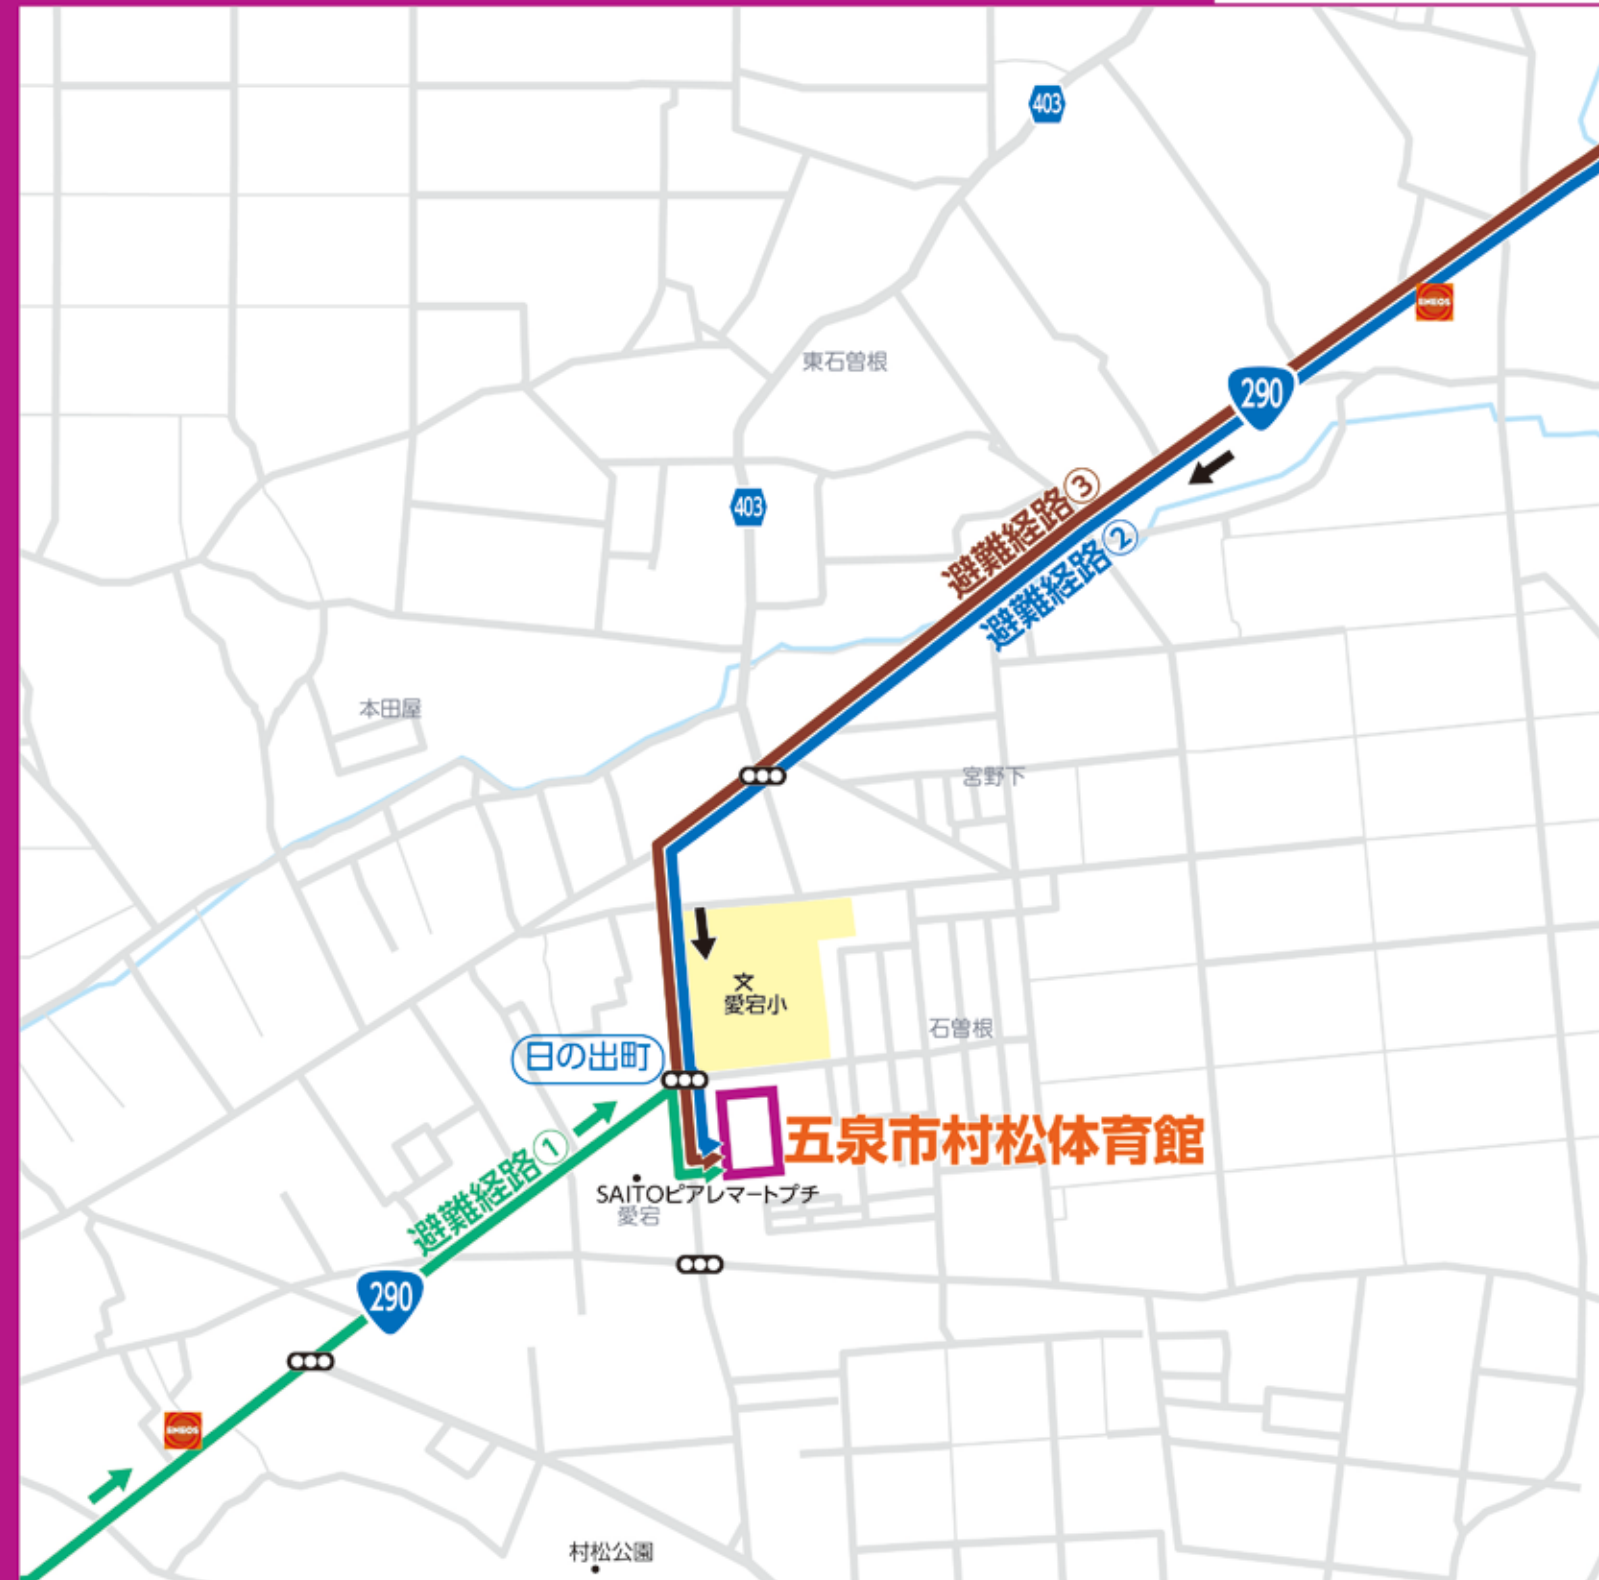 403
ENEOS
東石曽根
290
403
避難経路③
避難経路②
本田屋
宮野下
文
愛宕小
石曽根
日の出町
五泉市村松体育館
避難経路①
SAITOピアレマートプチ
愛宕
290
ENEOS
村松公園